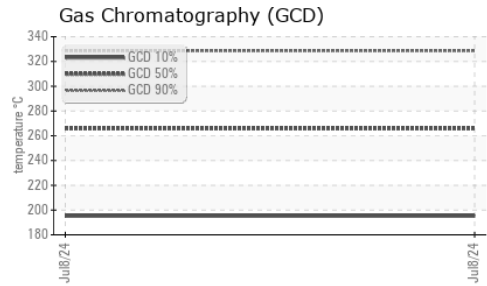 Gas Chromatography (GCD)
340
320
300
280
260
240
220
200
180
temperature °C
GCD 10%
GCD 50%
GCD 90%
Jul8/24
Jul8/24